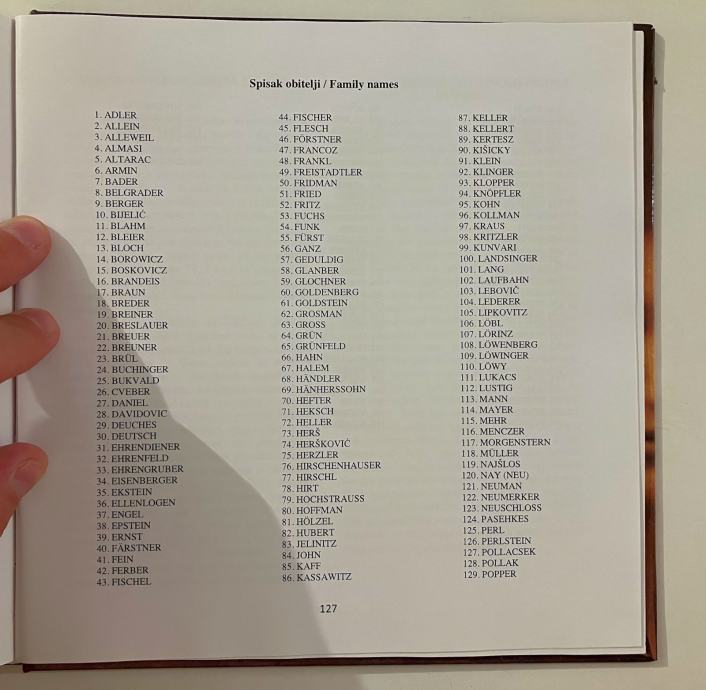 Spisak obitelji / Family names
1. ADLER
2. ALLEIN
3. ALLEWEIL
4. ALMASI
5. ALTARAC
6. ARMIN
7. BADER
8. BELGRADER
9. BERGER
10. BIJELIĆ
11. BLAHM
12. BLEIER
13. BLOCH
14. BOROWICZ
15. BOSKOVICZ
16. BRANDEIS
17. BRAUN
18. BREDER
19. BREINER
20. BRESLAUER
21. BREUER
22. BREUNER
23. BRÜL
24. BUCHINGER
25. BUKVALD
26. CVEBER
27. DANIEL
28. DAVIDOVIC
29. DEUCHES
30. DEUTSCH
31. EHRENDIENER
32. EHRENFELD
33. EHRENGRUBER
34. EISENBERGER
35. EKSTEIN
36. ELLENLOGEN
37. ENGEL
38. EPSTEIN
39. ERNST
40. FÄRSTNER
41. FEIN
42. FERBER
43. FISCHEL
44. FISCHER
45. FLESCH
46. FÖRSTNER
47. FRANCOZ
48. FRANKL
49. FREISTADTLER
50. FRIDMAN
51. FRIED
52. FRITZ
53. FUCHS
54. FUNK
55. FÜRST
56. GANZ
57. GEDULDIG
58. GLANBER
59. GLOCHNER
60. GOLDENBERG
61. GOLDSTEIN
62. GROSMAN
63. GROSS
64. GRÜN
65. GRÜNFELD
66. HAHN
67. HALEM
68. HÄNDLER
69. HÄNHERSSOHN
70. HEFTER
71. HEKSCH
72. HELLER
73. HERŠ
74. HERŠKOVIĆ
75. HERZLER
76. HIRSCHENHAUSER
77. HIRSCHL
78. HIRT
79. HOCHSTRAUSS
80. HOFFMAN
81. HÖLZEL
82. HUBERT
83. JELINITZ
84. JOHN
85. KAFF
86. KASSAWITZ
87. KELLER
88. KELLERT
89. KERTESZ
90. KIŠICKY
91. KLEIN
92. KLINGER
93. KLOPPER
94. KNÖPFLER
95. KOHN
96. KOLLMAN
97. KRAUS
98. KRITZLER
99. KUNVARI
100. LANDSINGER
101. LANG
102. LAUFBAHN
103. LEBOVIČ
104. LEDERER
105. LIPKOVITZ
106. LÖBL
107. LÖRINZ
108. LÖWENBERG
109. LÖWINGER
110. LÖWY
111. LUKACS
112. LUSTIG
113. MANN
114. MAYER
115. MEHR
116. MENCZER
117. MORGENSTERN
118. MÜLLER
119. NAJŠLOS
120. NAY (NEU)
121. NEUMAN
122. NEUMERKER
123. NEUSCHLOSS
124. PASEHKES
125. PERL
126. PERLSTEIN
127. POLLACSEK
128. POLLAK
129. POPPER
127